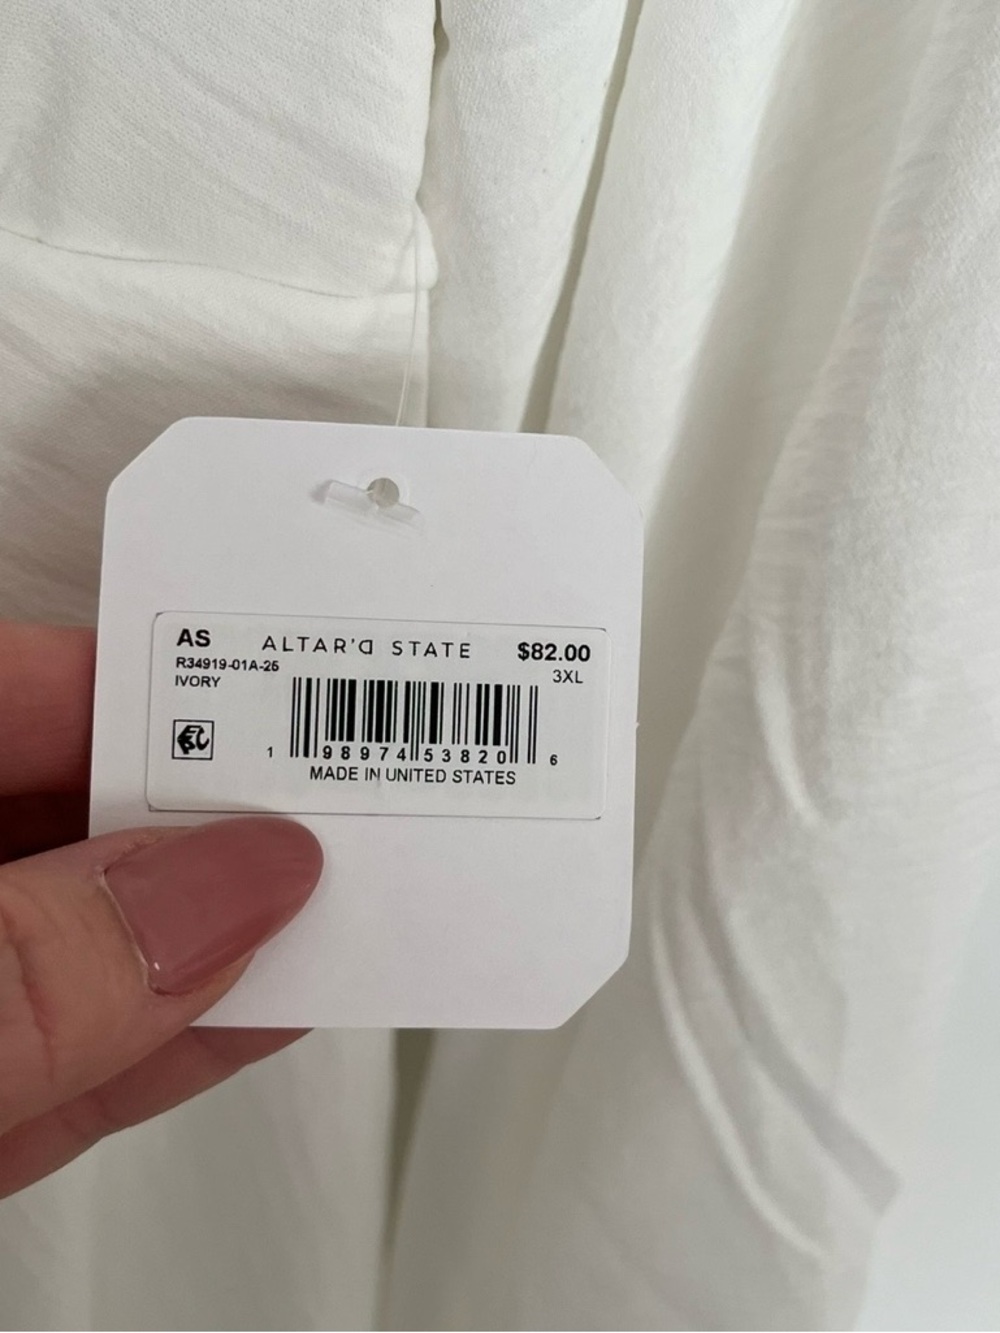 AS ALTAR'D STATE $82.00
R34919-01A-25 3XL
IVORY
1 98974 53820 6
MADE IN UNITED STATES